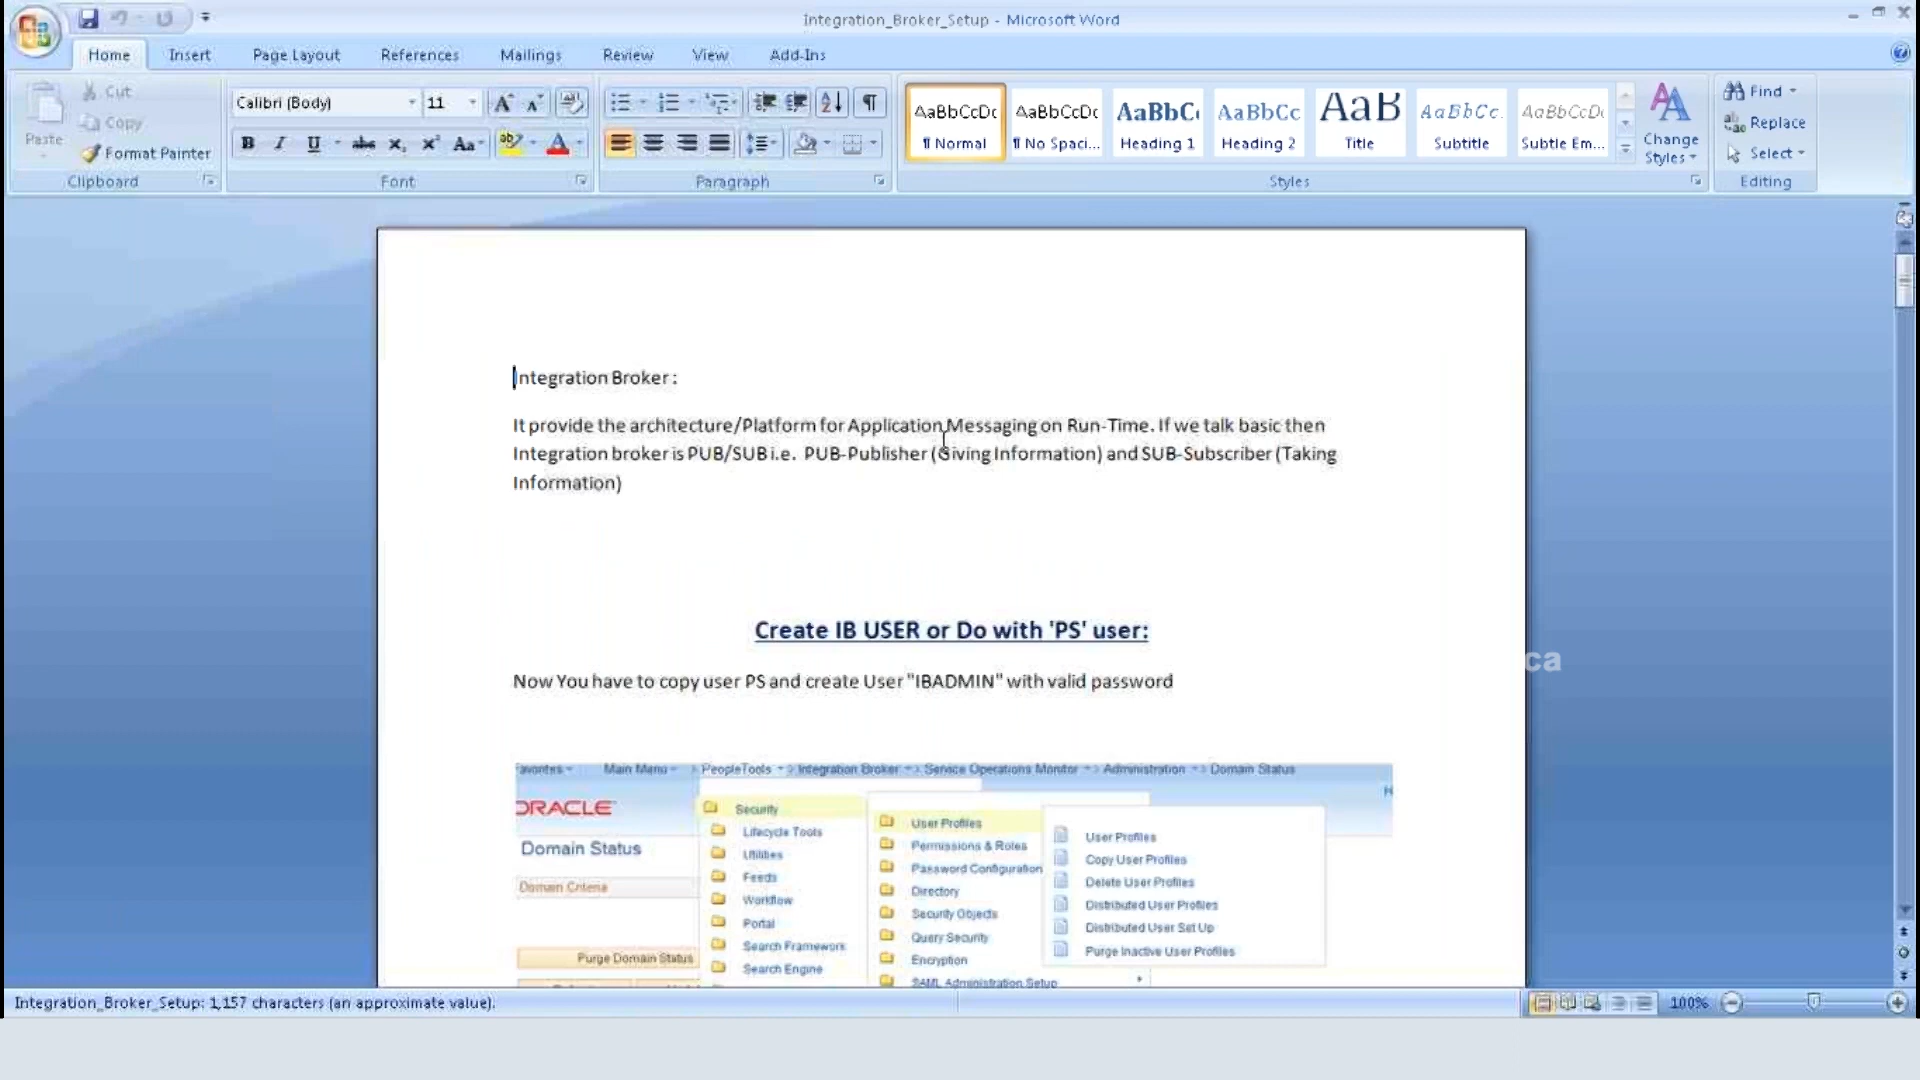 Integration_Broker_Setup - Microsoft Word
Home Insert Page Layout References Mailings Review View Add-Ins
Paste
Cut
Copy
Format Painter
Clipboard
Calibri (Body) 11
B I U abc x₂ x² Aa
Font
Paragraph
AaBbCcDc AaBbCcDc AaBbC AaBbCc AaB AaBbCc. AaBbCcDc
¶ Normal ¶ No Spaci... Heading 1 Heading 2 Title Subtitle Subtle Em...
Change Styles
Styles
Find
Replace
Select
Editing
Integration Broker :
It provide the architecture/Platform for Application Messaging on Run-Time. If we talk basic then
Integration broker is PUB/SUB i.e. PUB-Publisher (Giving Information) and SUB-Subscriber (Taking
Information)
Create IB USER or Do with 'PS' user:
ca
Now You have to copy user PS and create User "IBADMIN" with valid password
Favorites Main Menu > PeopleTools > Integration Broker > Service Operations Monitor > Administration > Domain Status
ORACLE
Domain Status
Domain Criteria
Purge Domain Status
Security
Lifecycle Tools
Utilities
Feeds
Workflow
Portal
Search Framework
Search Engine
User Profiles
Permissions & Roles
Password Configuration
Directory
Security Objects
Query Security
Encryption
SAML Administration Setup
User Profiles
Copy User Profiles
Delete User Profiles
Distributed User Profiles
Distributed User Set Up
Purge Inactive User Profiles
Integration_Broker_Setup: 1,157 characters (an approximate value).
100%